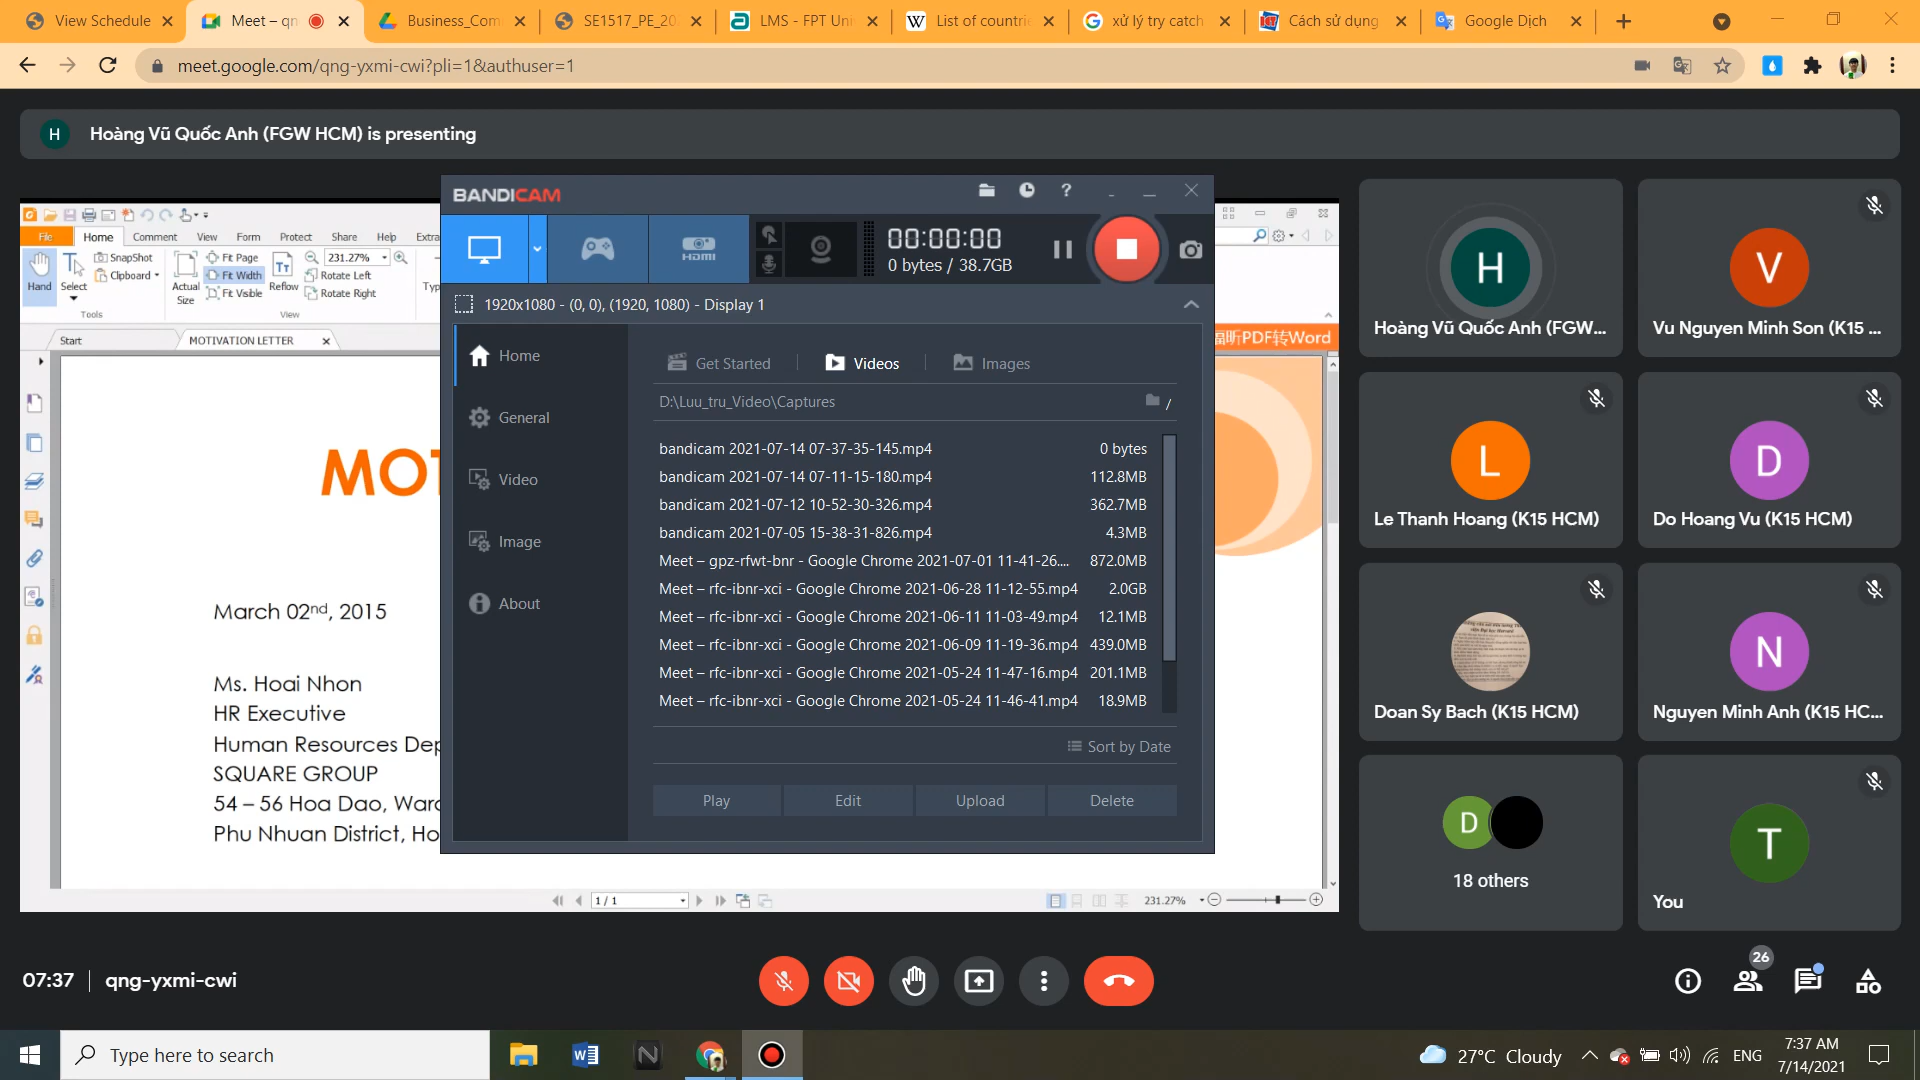 View Schedule
Meet – qn
Business_Com
SE1517_PE_20
LMS - FPT Uni
List of countrie
xử lý try catch
Cách sử dụng
Google Dịch
meet.google.com/qng-yxmi-cwi?pli=1&authuser=1
H
Hoàng Vũ Quốc Anh (FGW HCM) is presenting
File
Home
Comment
View
Form
Protect
Share
Help
Extra
Hand
Select
SnapShot
Clipboard
Tools
Actual
Size
Fit Page
Fit Width
Fit Visible
Reflow
231.27%
Rotate Left
Rotate Right
View
Start
MOTIVATION LETTER
福昕PDF转Word
MOT
March 02nd, 2015
Ms. Hoai Nhon
HR Executive
Human Resources Dep
SQUARE GROUP
54 – 56 Hoa Dao, Ward
Phu Nhuan District, Ho
1 / 1
231.27%
BANDICAM
HDMI
00:00:00
0 bytes / 38.7GB
1920x1080 - (0, 0), (1920, 1080) - Display 1
Home
General
Video
Image
About
Get Started
Videos
Images
D:\Luu_tru_Video\Captures
bandicam 2021-07-14 07-37-35-145.mp4 0 bytes
bandicam 2021-07-14 07-11-15-180.mp4 112.8MB
bandicam 2021-07-12 10-52-30-326.mp4 362.7MB
bandicam 2021-07-05 15-38-31-826.mp4 4.3MB
Meet – gpz-rfwt-bnr - Google Chrome 2021-07-01 11-41-26.... 872.0MB
Meet – rfc-ibnr-xci - Google Chrome 2021-06-28 11-12-55.mp4 2.0GB
Meet – rfc-ibnr-xci - Google Chrome 2021-06-11 11-03-49.mp4 12.1MB
Meet – rfc-ibnr-xci - Google Chrome 2021-06-09 11-19-36.mp4 439.0MB
Meet – rfc-ibnr-xci - Google Chrome 2021-05-24 11-47-16.mp4 201.1MB
Meet – rfc-ibnr-xci - Google Chrome 2021-05-24 11-46-41.mp4 18.9MB
Sort by Date
Play
Edit
Upload
Delete
H
Hoàng Vũ Quốc Anh (FGW...
V
Vu Nguyen Minh Son (K15 ...
L
Le Thanh Hoang (K15 HCM)
D
Do Hoang Vu (K15 HCM)
Doan Sy Bach (K15 HCM)
N
Nguyen Minh Anh (K15 HC...
D
18 others
T
You
07:37
qng-yxmi-cwi
26
Type here to search
27°C Cloudy
ENG
7:37 AM
7/14/2021